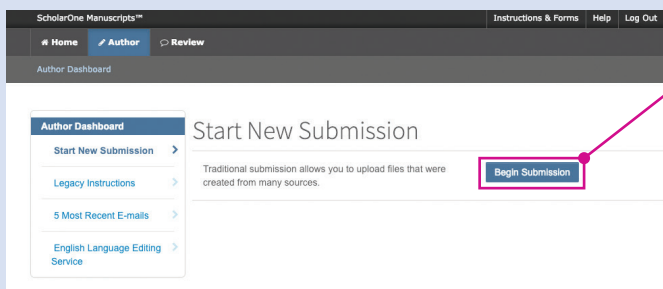 ScholarOne Manuscripts™
Instructions & Forms Help Log Out
Home Author Review
Author Dashboard
Author Dashboard
Start New Submission
Legacy Instructions
5 Most Recent E-mails
English Language Editing
Service
Start New Submission
Traditional submission allows you to upload files that were
created from many sources.
Begin Submission